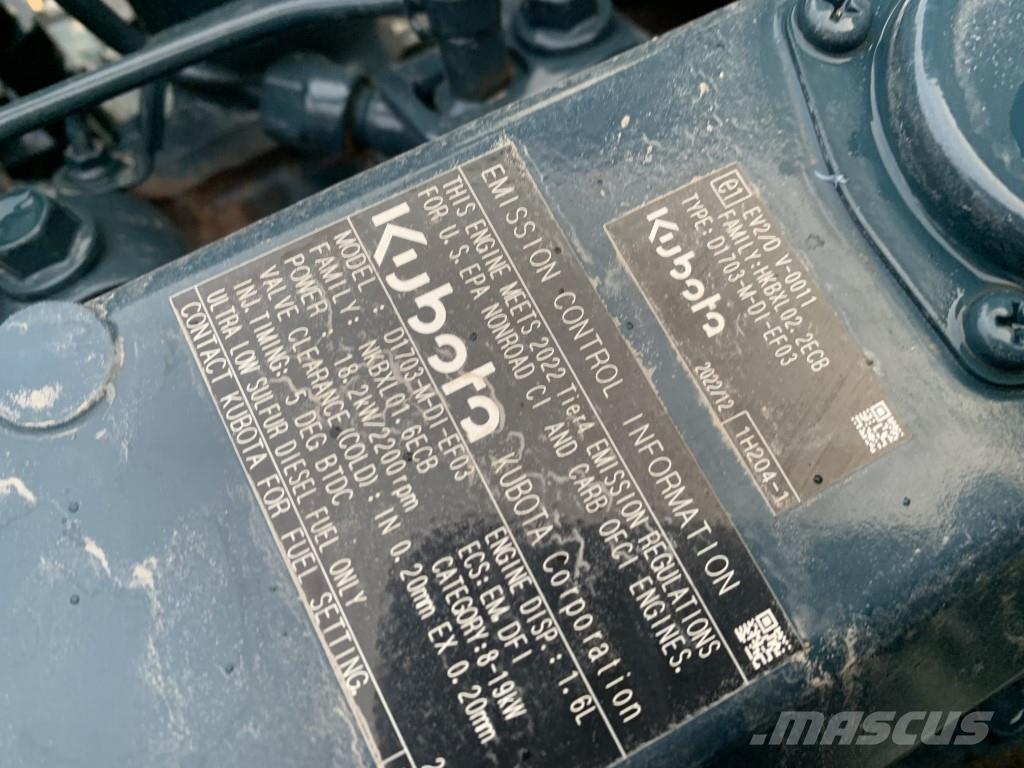 EMISSION CONTROL INFORMATION
THIS ENGINE MEETS 2022 Tier4 EMISSION REGULATIONS
FOR U.S. EPA NONROAD CI AND CARB OFCI ENGINES.
Kubota KUBOTA Corporation
MODEL : D1703-M-DI-EF03 ENGINE DISP.: 1.6L
FAMILY: NKBXL01.6ECB ECS:EM,DFI
POWER 18.2kW/2200rpm CATEGORY:8-19kW
VALVE CLEARANCE(COLD): IN 0.20mm EX 0.20mm
INJ.TIMING:-5 DEG BTDC
ULTRA LOW SULFUR DIESEL FUEL ONLY
CONTACT KUBOTA FOR FUEL SETTING.
EV2/0 V-0011
FAMILY:HKBXL02.2ECB
TYPE:D1703-M-DI-EF03
Kubota 2022/12
MASCUS